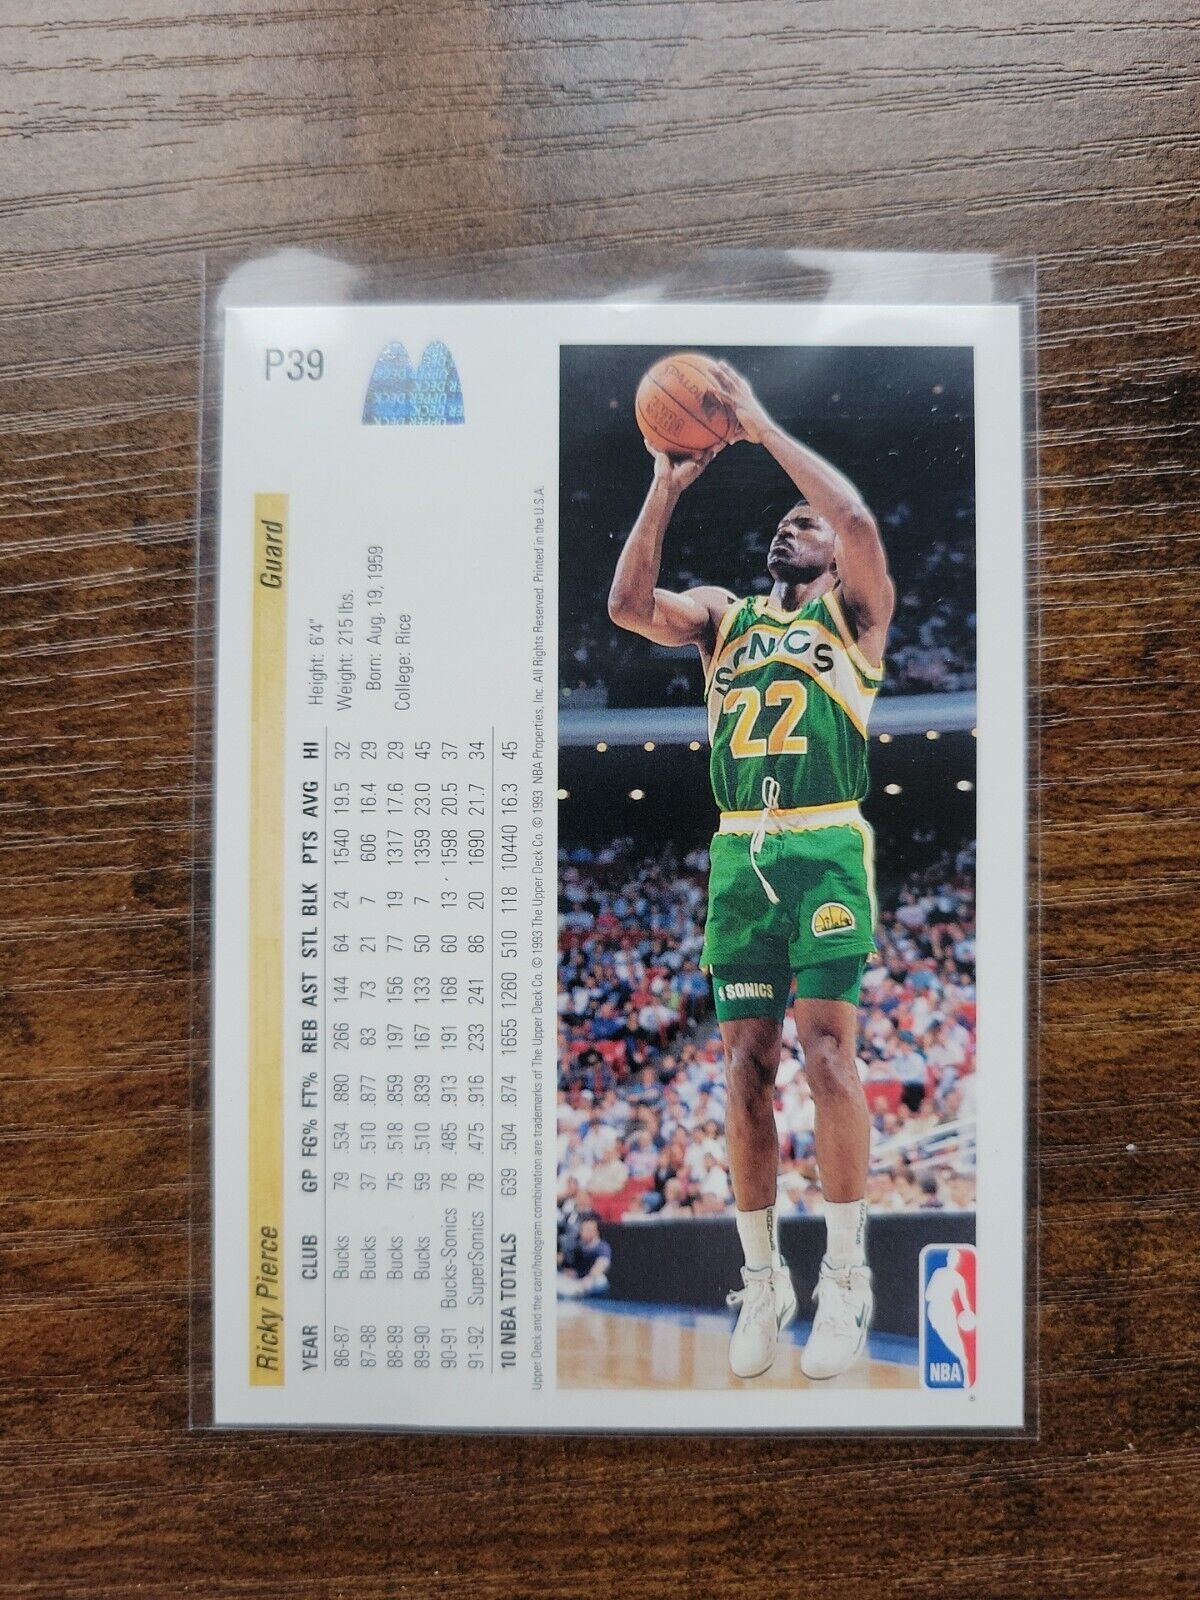 P39
UPPER DECK
Ricky Pierce Guard
YEAR CLUB GP FG% FT% REB AST STL BLK PTS AVG HI
86-87 Bucks 79 .534 .880 266 144 64 24 1540 19.5 32
87-88 Bucks 37 .510 .877 83 73 21 7 606 16.4 29
88-89 Bucks 75 .518 .859 197 156 77 19 1317 17.6 29
89-90 Bucks 59 .510 .839 167 133 50 7 1359 23.0 45
90-91 Bucks-Sonics 78 .485 .913 191 168 60 13 1598 20.5 37
91-92 SuperSonics 78 .475 .916 233 241 86 20 1690 21.7 34
10 NBA TOTALS 639 .504 .874 1655 1260 510 118 10440 16.3 45
Height: 6'4"
Weight: 215 lbs.
Born: Aug. 19, 1959
College: Rice
Upper Deck and the card/hologram combination are trademarks of The Upper Deck Co. © 1993 The Upper Deck Co. © 1993 NBA Properties, Inc. All Rights Reserved. Printed in the U.S.A.
SPALDING
SONICS
22
SONICS
NBA
®